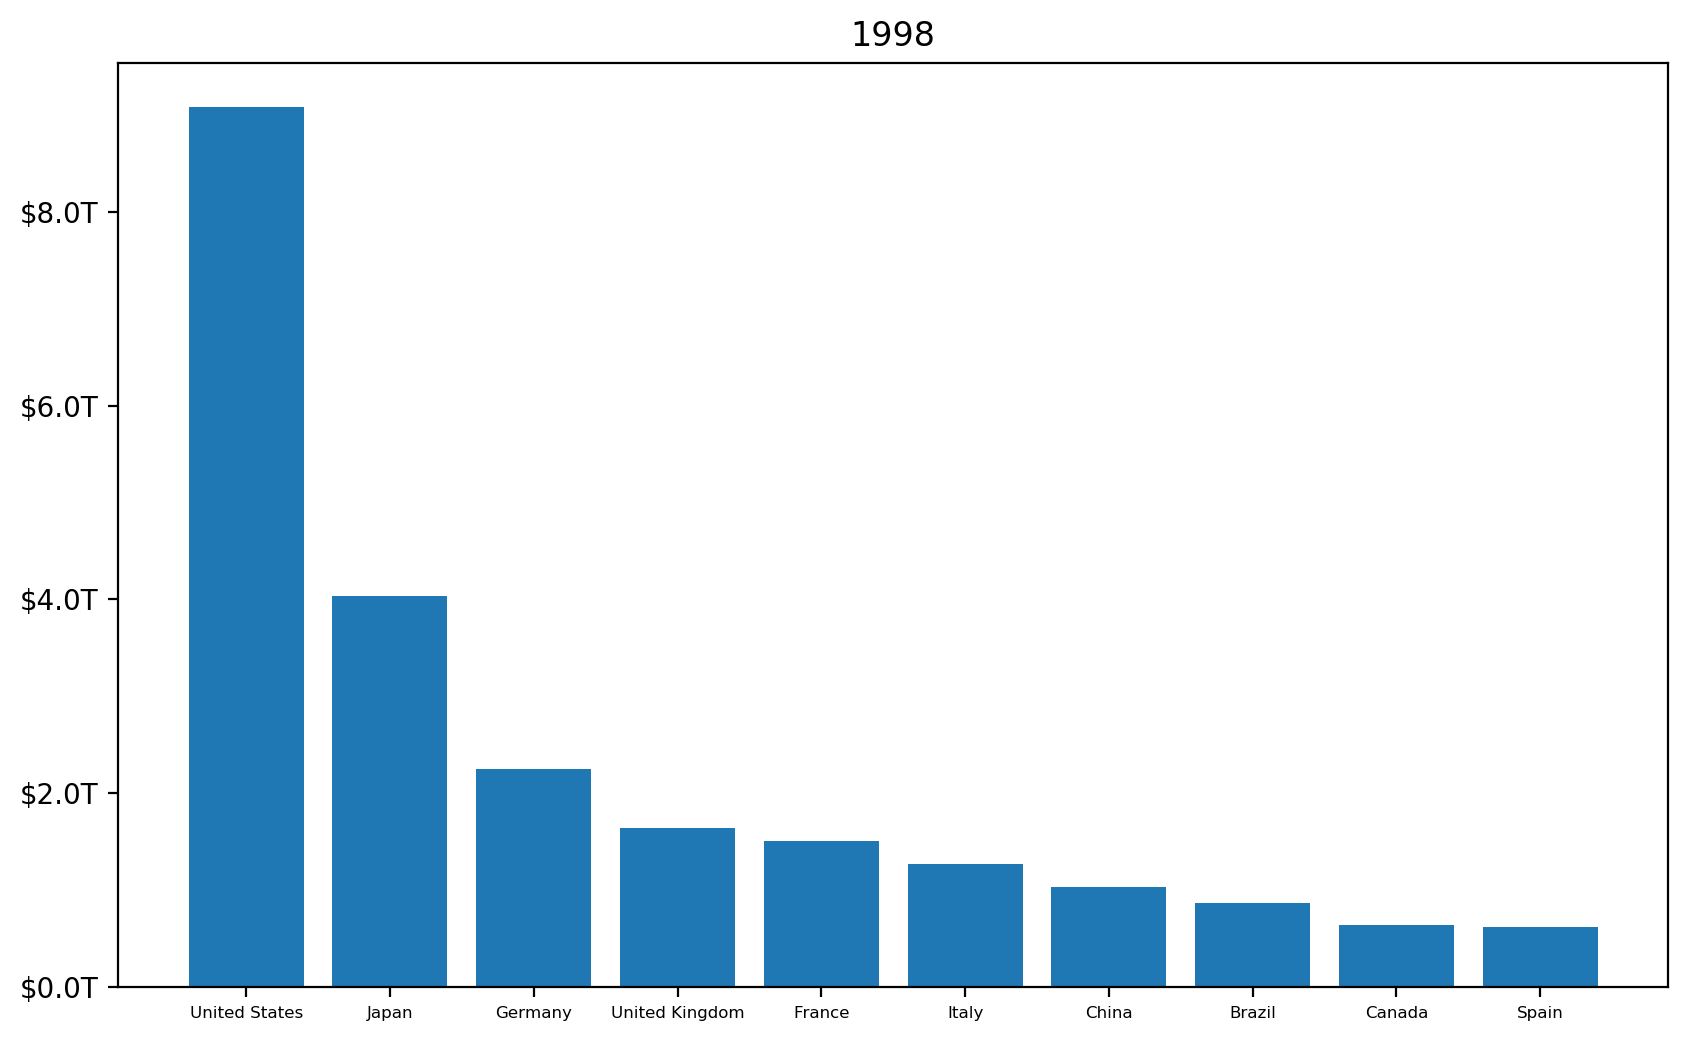 1998
$8.0T
$6.0T
$4.0T
$2.0T
$0.0T
United States Japan Germany United Kingdom France Italy China Brazil Canada Spain